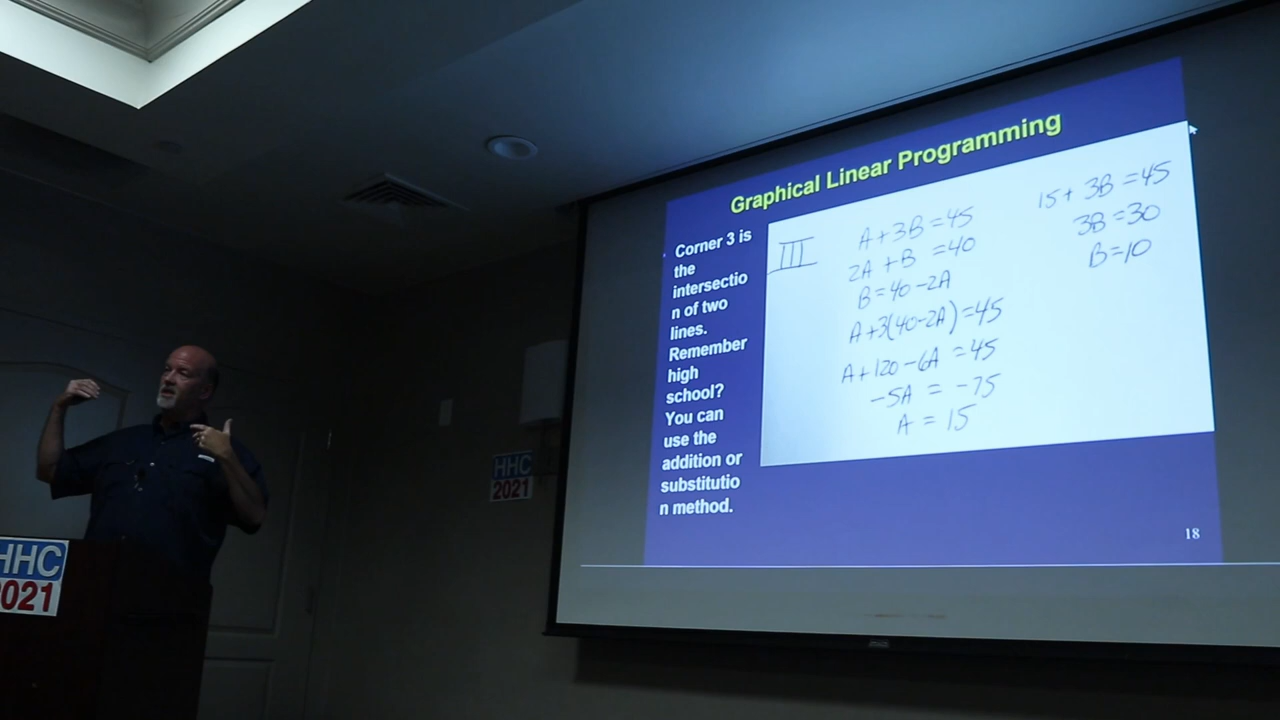 Graphical Linear Programming
Corner 3 is
the
intersectio
n of two
lines.
Remember
high
school?
You can
use the
addition or
substitutio
n method.
III
A+3B=45
2A+B =40
B=40-2A
A+3(40-2A)=45
A+120-6A =45
-5A = -75
A = 15
15+3B=45
3B=30
B=10
18
HHC
2021
HHC
2021